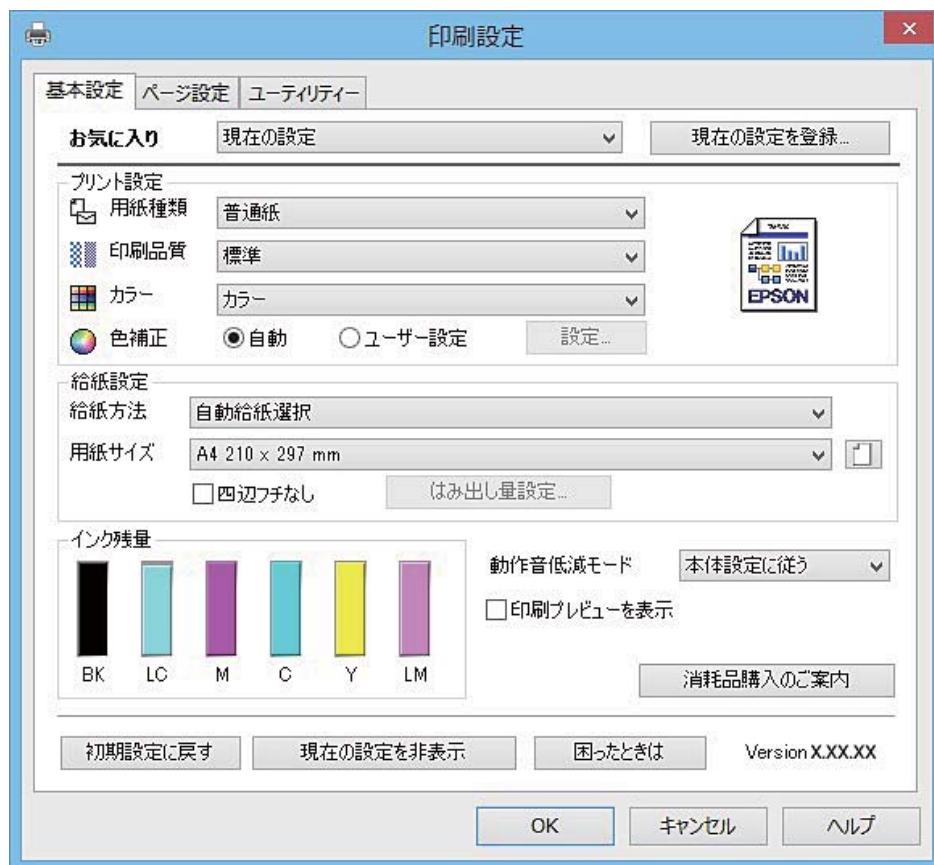 印刷設定
基本設定 ページ設定 ユーティリティー
お気に入り 現在の設定 現在の設定を登録...
プリント設定
用紙種類 普通紙
印刷品質 標準
カラー カラー
EPSON
色補正 自動 ユーザー設定 設定...
給紙設定
給紙方法 自動給紙選択
用紙サイズ A4 210 x 297 mm
四辺フチなし はみ出し量設定...
インク残量
動作音低減モード 本体設定に従う
印刷プレビューを表示
BK LC M C Y LM
消耗品購入のご案内
初期設定に戻す 現在の設定を非表示 困ったときは Version X.XX.XX
OK キャンセル ヘルプ